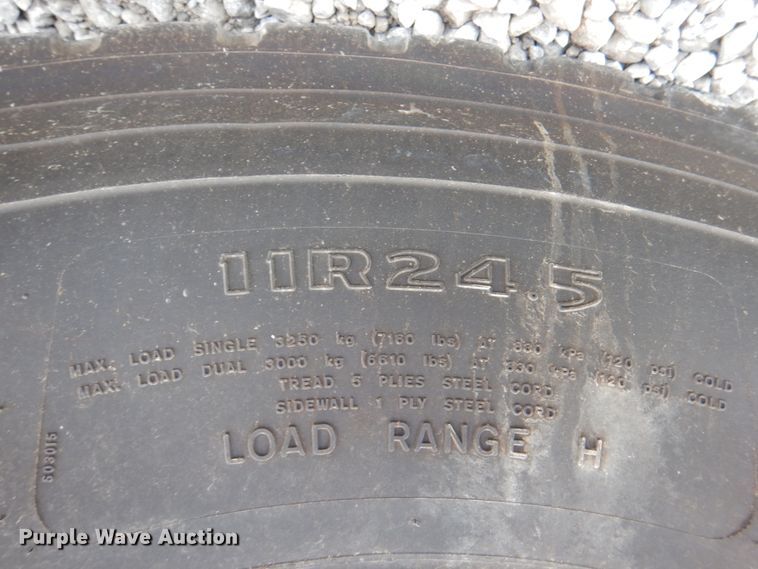 11R24.5
MAX. LOAD SINGLE 3250 kg (7160 lbs) AT 830 kPa (120 psi) COLD
MAX. LOAD DUAL 3000 kg (6610 lbs) AT 830 kPa (120 psi) COLD
TREAD 5 PLIES STEEL CORD
SIDEWALL 1 PLY STEEL CORD
LOAD RANGE H
503015
Purple Wave Auction